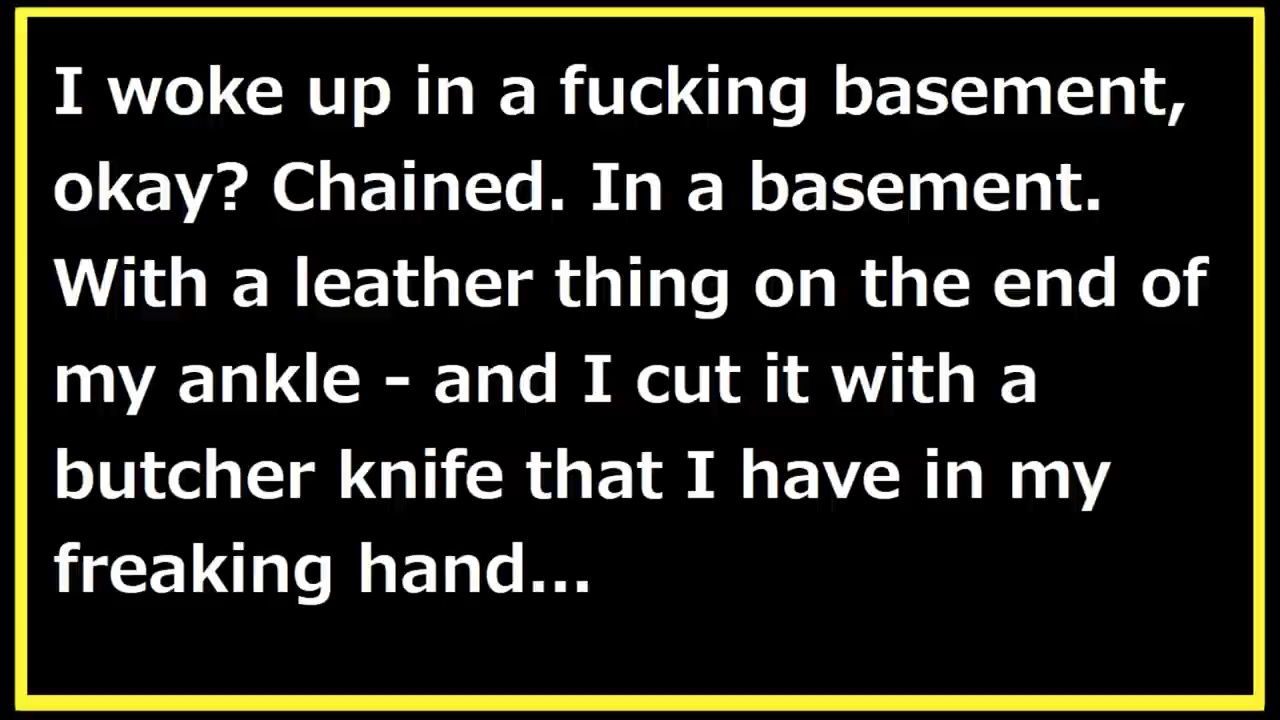 I woke up in a fucking basement,
okay? Chained. In a basement.
With a leather thing on the end of
my ankle - and I cut it with a
butcher knife that I have in my
freaking hand...